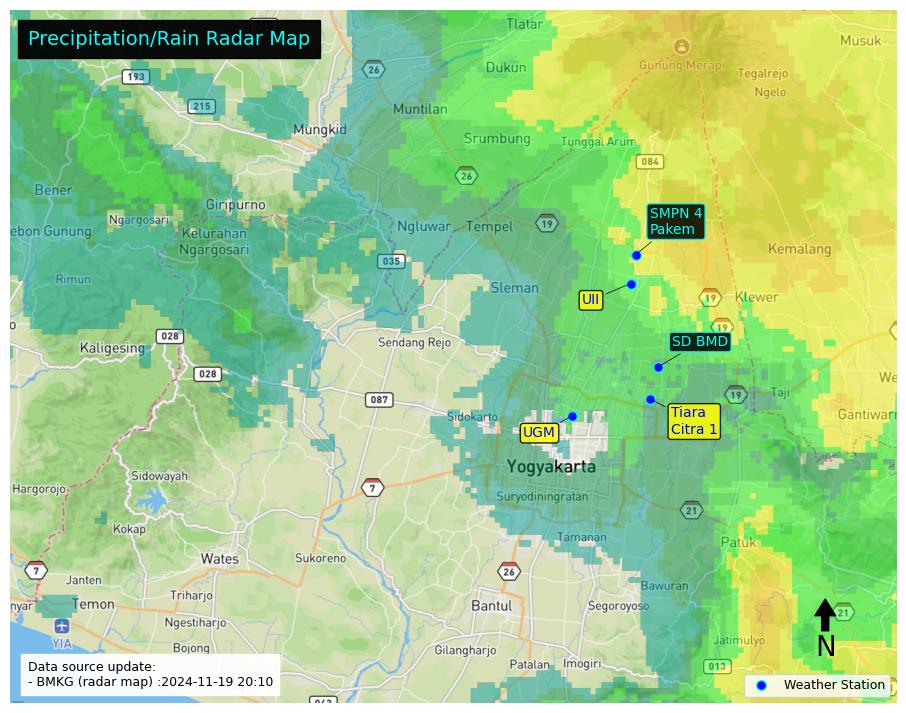 Precipitation/Rain Radar Map
Tlatar
Musuk
26
193
Dukun
Gunung Merapi
Tegalrejo
Ngelo
215
Muntilan
Mungkid
Srumbung
Tunggal Arum
084
26
Bener
Giripurno
Ngargosari
SMPN 4
Pakem
ebon Gunung
Kelurahan
Ngargosari
Ngluwar
Tempel
19
Kemalang
035
Rimun
Sleman
UII
19
Klewer
19
028
Sendang Rejo
SD BMD
Kaligesing
028
We
Taji
087
19
Sidokarto
Tiara
Citra 1
Gantiwar
UGM
Yogyakarta
Sidowayah
7
Hargorojo
Suryodiningratan
21
Kokap
Tamanan
Patuk
Wates
Sukoreno
7
26
Janten
Bawuran
Triharjo
nyar
Temon
Bantul
Segoroyoso
21
Ngestiharjo
YIA
N
Bojong
Gilangharjo
Jatimulyo
Patalan
Imogiri
013
Data source update:
- BMKG (radar map) :2024-11-19 20:10
Weather Station